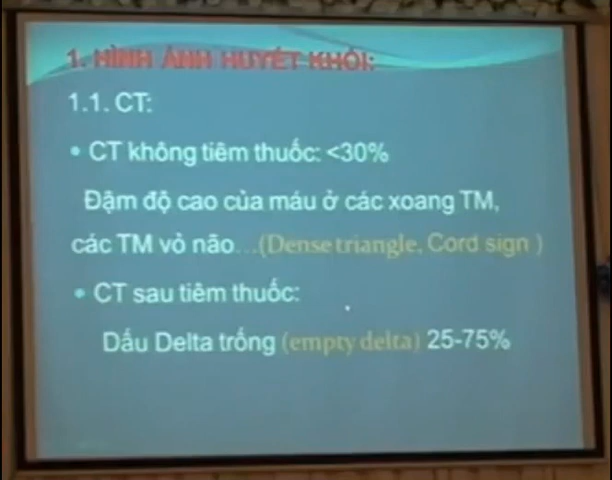 1. HÌNH ẢNH HUYẾT KHỐI:
1.1. CT:
• CT không tiêm thuốc: <30%
Đậm độ cao của máu ở các xoang TM,
các TM vỏ não...(Dense triangle, Cord sign )
• CT sau tiêm thuốc:
Dấu Delta trống (empty delta) 25-75%